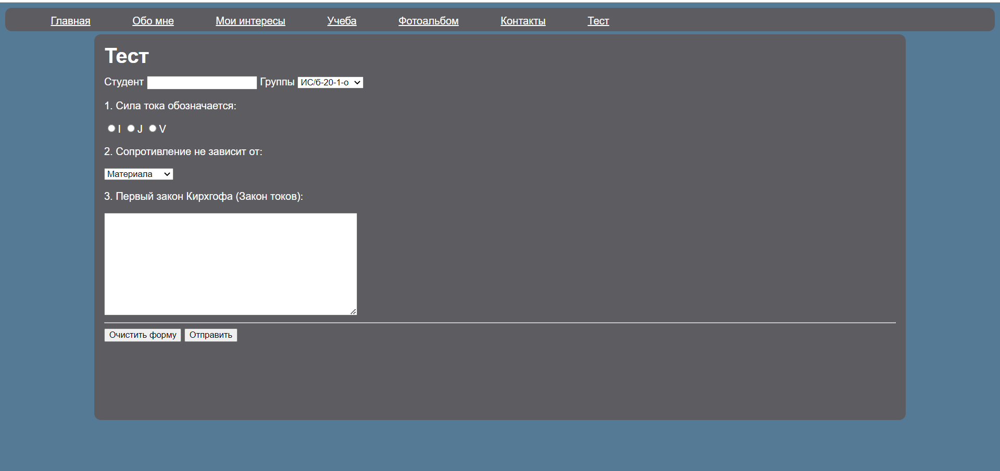 Главная Обо мне Мои интересы Учеба Фотоальбом Контакты Тест
Тест
Студент Группы ИС/б-20-1-о
1. Сила тока обозначается:
I J V
2. Сопротивление не зависит от:
Материала
3. Первый закон Кирхгофа (Закон токов):
Очистить форму Отправить